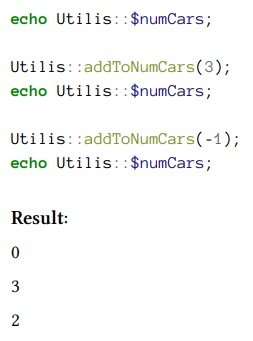 echo Utilis::$numCars;
Utilis::addToNumCars(3);
echo Utilis::$numCars;
Utilis::addToNumCars(-1);
echo Utilis::$numCars;
Result:
0
3
2